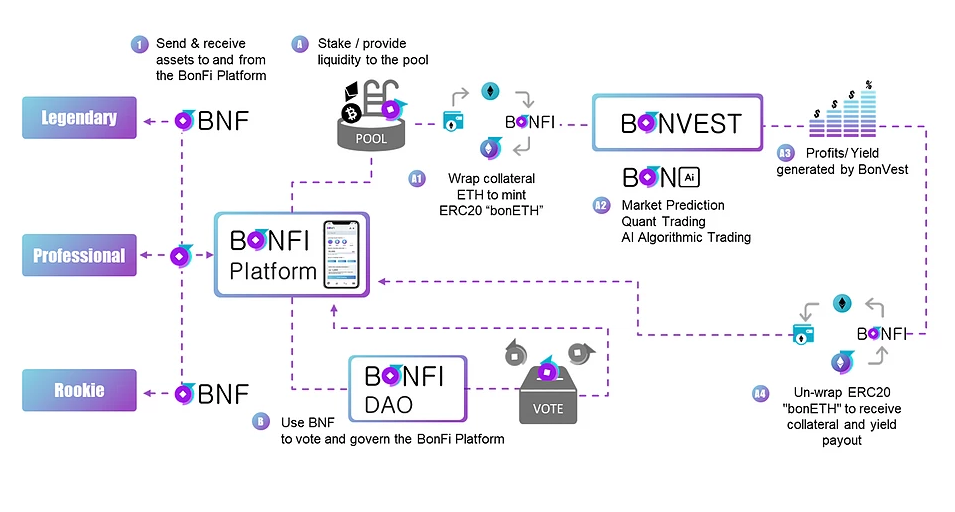 1 Send & receive
assets to and from
the BonFi Platform
A Stake / provide
liquidity to the pool
Legendary
BNF
POOL
BONFI
BONVEST
$ $ $ %
A1 Wrap collateral
ETH to mint
ERC20 “bonETH”
BON Ai
A2 Market Prediction
Quant Trading
AI Algorithmic Trading
A3 Profits/ Yield
generated by BonVest
Professional
BONFI
Platform
BONFI
Rookie
BNF
BONFI
DAO
VOTE
B Use BNF
to vote and govern the BonFi Platform
A4 Un-wrap ERC20
"bonETH" to receive
collateral and yield
payout